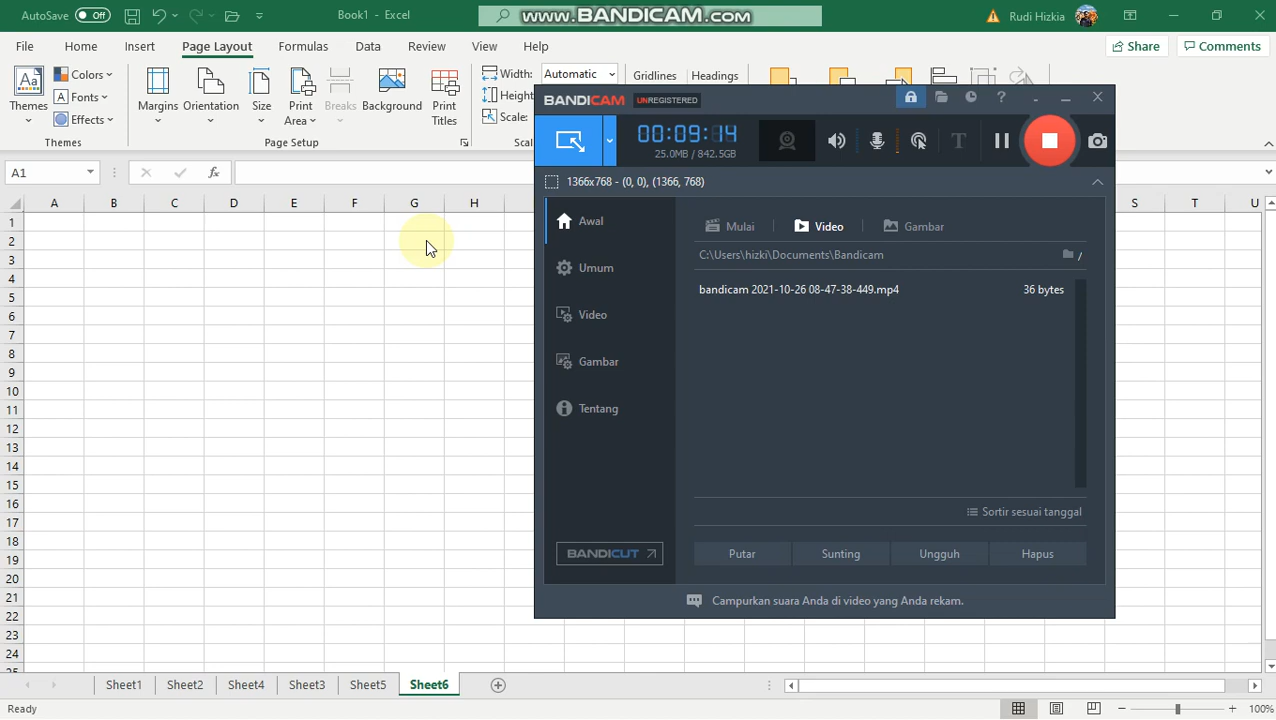 AutoSave Off Book1 - Excel www.BANDICAM.com Rudi Hizkia
File Home Insert Page Layout Formulas Data Review View Help Share Comments
Themes Colors Fonts Effects Margins Orientation Size Print Area Breaks Background Print Titles Width: Automatic Height Scale: Gridlines Headings
Themes Page Setup Scal
A1 fx
A B C D E F G H S T U
1
2
3
4
5
6
7
8
9
10
11
12
13
14
15
16
17
18
19
20
21
22
23
24
25
BANDICAM UNREGISTERED
00:09:14
25.0MB / 842.5GB
1366x768 - (0, 0), (1366, 768)
Awal
Umum
Video
Gambar
Tentang
BANDICUT
Mulai Video Gambar
C:\Users\hizki\Documents\Bandicam /
bandicam 2021-10-26 08-47-38-449.mp4 36 bytes
Sortir sesuai tanggal
Putar Sunting Ungguh Hapus
Campurkan suara Anda di video yang Anda rekam.
Sheet1 Sheet2 Sheet4 Sheet3 Sheet5 Sheet6
Ready 100%